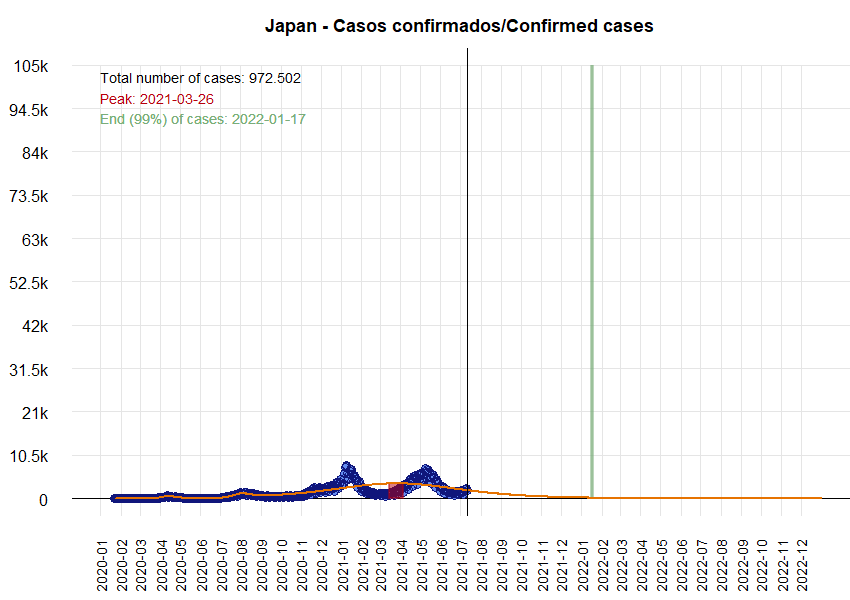 Japan - Casos confirmados/Confirmed cases
Total number of cases: 972.502
Peak: 2021-03-26
End (99%) of cases: 2022-01-17
105k
94.5k
84k
73.5k
63k
52.5k
42k
31.5k
21k
10.5k
0
2020-01
2020-02
2020-03
2020-04
2020-05
2020-06
2020-07
2020-08
2020-09
2020-10
2020-11
2020-12
2021-01
2021-02
2021-03
2021-04
2021-05
2021-06
2021-07
2021-08
2021-09
2021-10
2021-11
2021-12
2022-01
2022-02
2022-03
2022-04
2022-05
2022-06
2022-07
2022-08
2022-09
2022-10
2022-11
2022-12